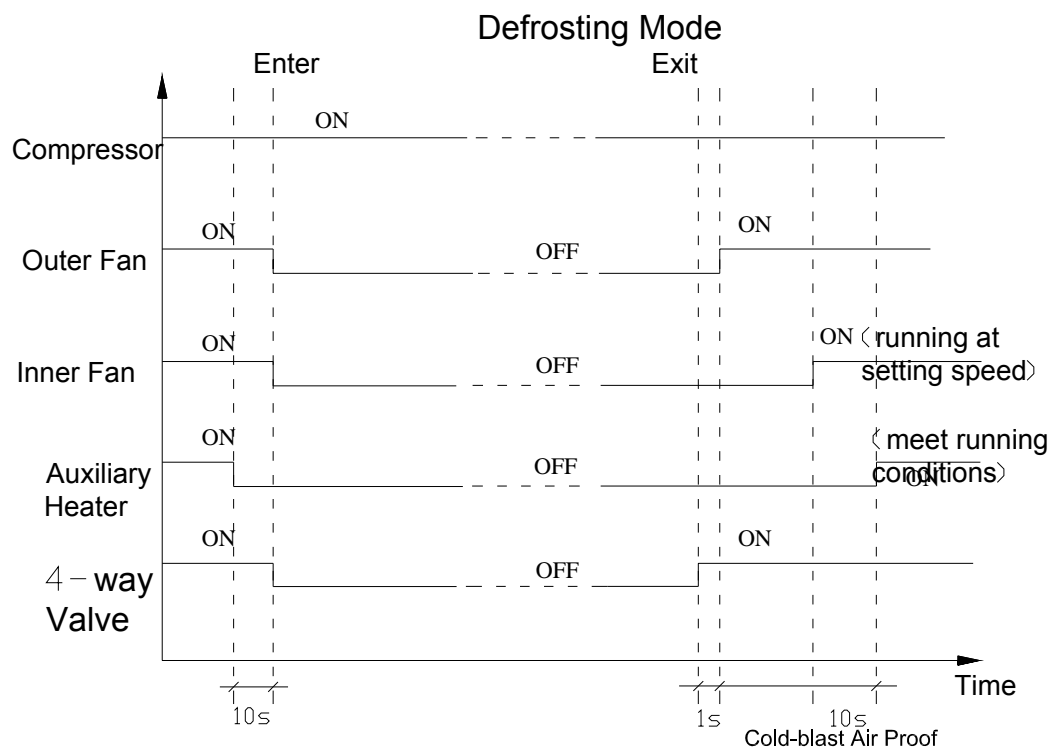 Defrosting Mode
Enter
Exit
ON
Compressor
ON
ON
Outer Fan
OFF
ON
ON（running at
Inner Fan
OFF
setting speed）
ON
（meet running
Auxiliary
OFF
conditions）
ON
Heater
ON
ON
4-way
OFF
Valve
Time
10s
1s
10s
Cold-blast Air Proof